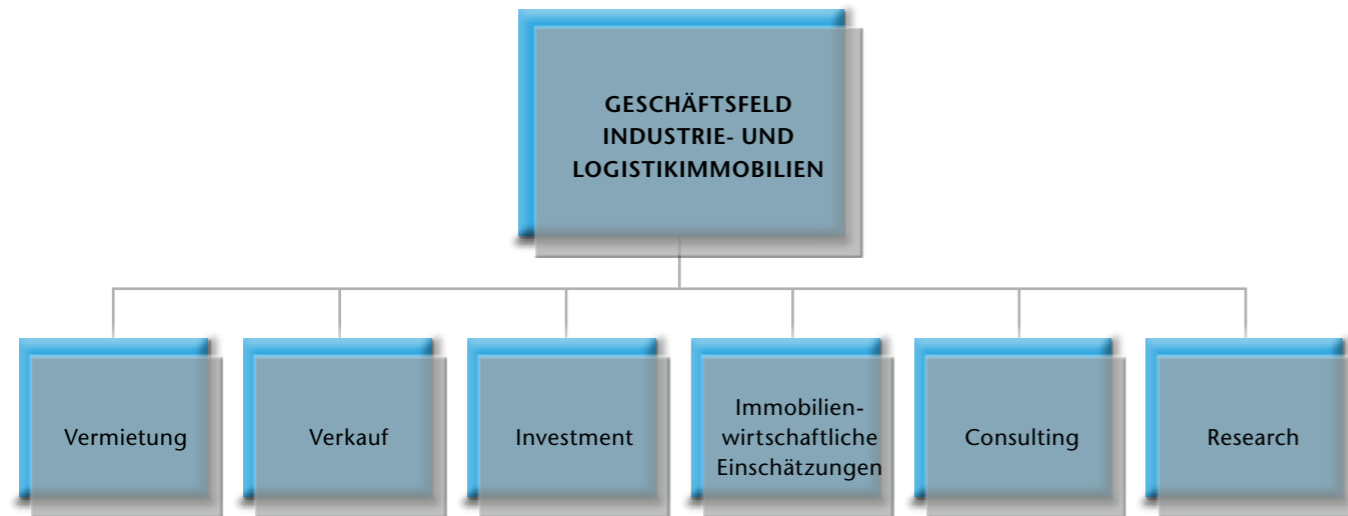 GESCHÄFTSFELD
INDUSTRIE- UND
LOGISTIKIMMOBILIEN
Vermietung
Verkauf
Investment
Immobilien-
wirtschaftliche
Einschätzungen
Consulting
Research